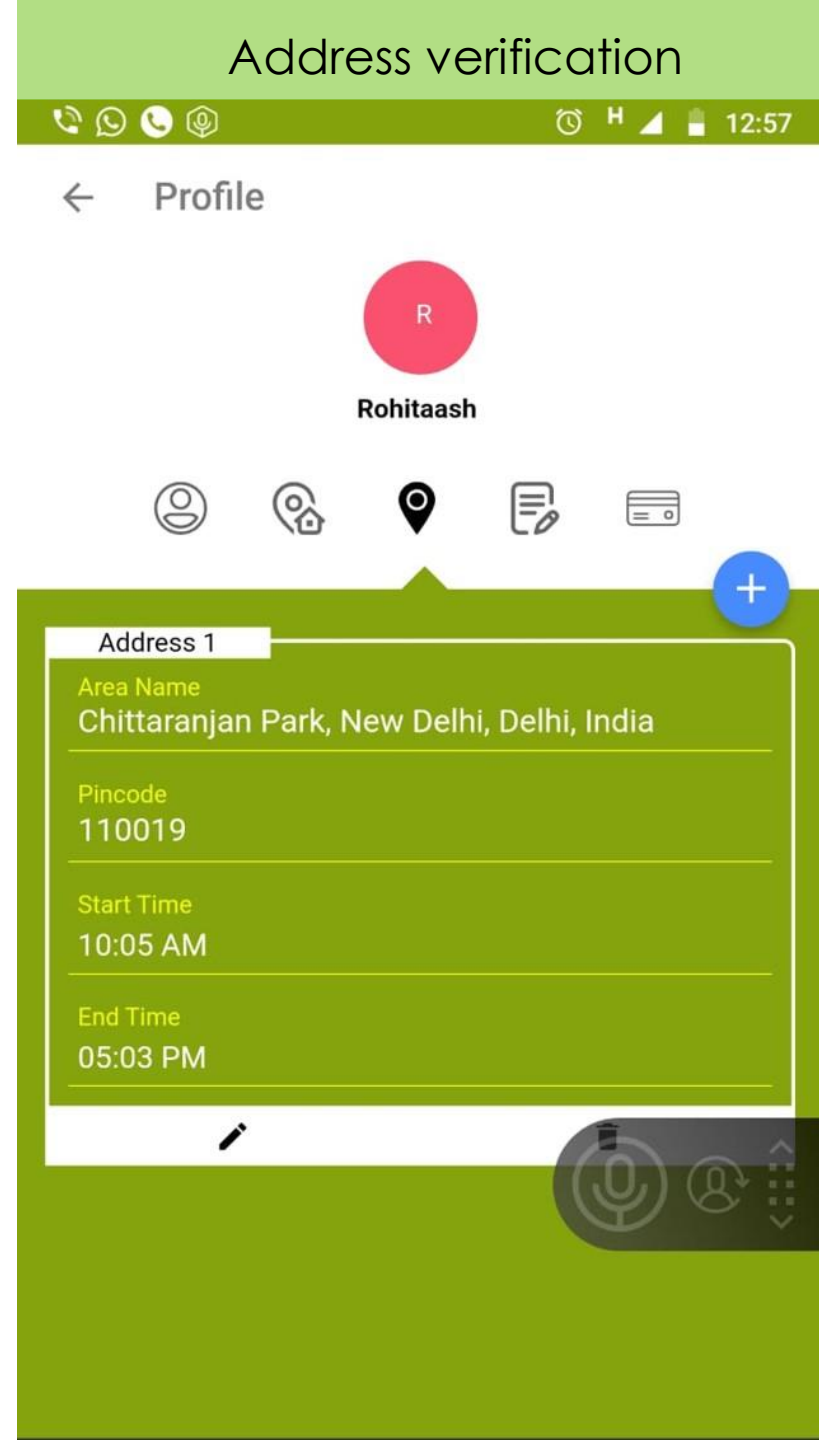 Address verification
H 12:57
Profile
R
Rohitaash
Address 1
Area Name
Chittaranjan Park, New Delhi, Delhi, India
Pincode
110019
Start Time
10:05 AM
End Time
05:03 PM